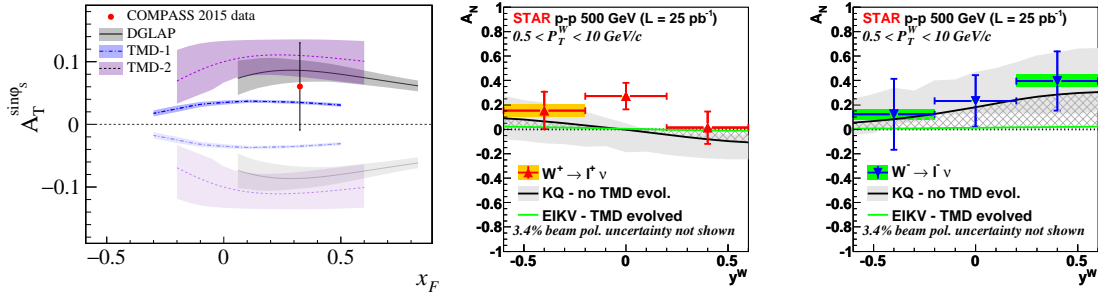 COMPASS 2015 data
DGLAP
TMD-1
TMD-2
A_T^{sinφ_S}
0.1
0
−0.1
−0.5 0 0.5
x_F
A_N
STAR p-p 500 GeV (L = 25 pb⁻¹)
0.5 < P_T^W < 10 GeV/c
1
0.8
0.6
0.4
0.2
0
-0.2
-0.4
-0.6
-0.8
-1
W⁺ → l⁺ ν
KQ - no TMD evol.
EIKV - TMD evolved
3.4% beam pol. uncertainty not shown
-0.5 0 0.5
y^W
A_N
STAR p-p 500 GeV (L = 25 pb⁻¹)
0.5 < P_T^W < 10 GeV/c
1
0.8
0.6
0.4
0.2
0
-0.2
-0.4
-0.6
-0.8
-1
W⁻ → l⁻ ν
KQ - no TMD evol.
EIKV - TMD evolved
3.4% beam pol. uncertainty not shown
-0.5 0 0.5
y^W